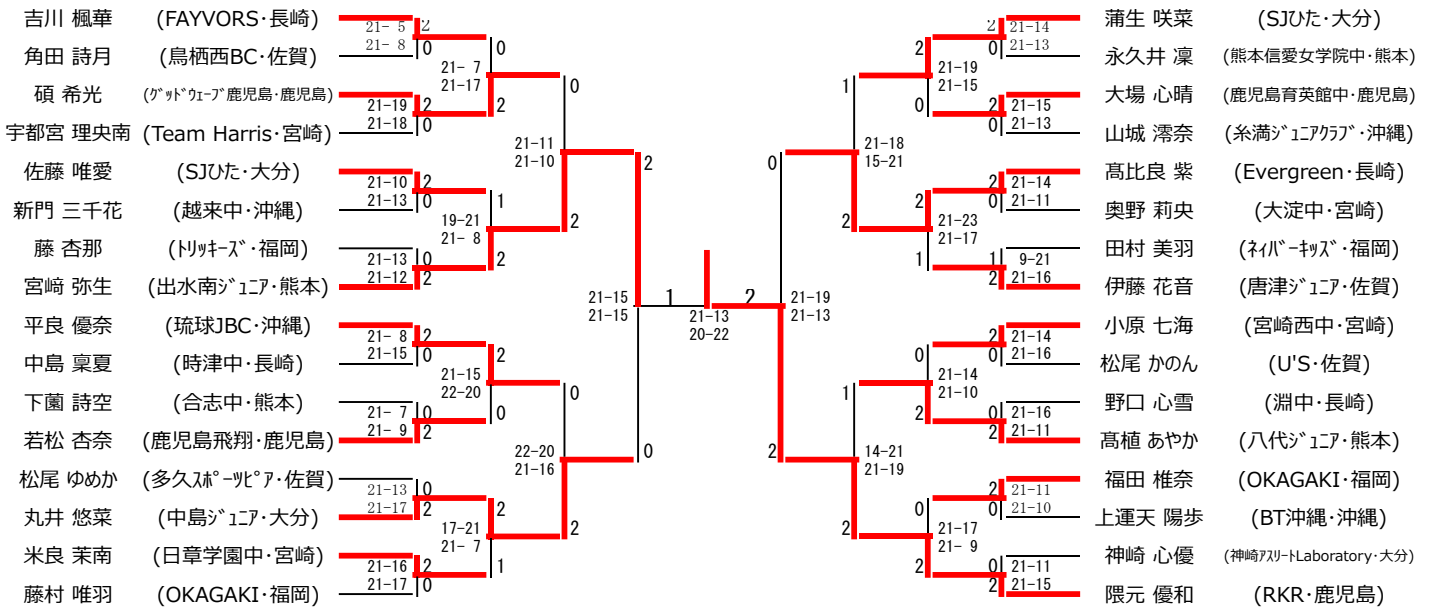 吉川 楓華 (FAYVORS・長崎)
21- 5 2
21- 8 0
角田 詩月 (鳥栖西BC・佐賀)
0
21- 7
21-17
2
碩 希光 (グッドウェーブ鹿児島・鹿児島)
21-19 2
21-18 0
宇都宮 理央南 (Team Harris・宮崎)
0
21-11
21-10
2
佐藤 唯愛 (SJひた・大分)
21-10 2
21-13 0
新門 三千花 (越来中・沖縄)
1
19-21
21- 8
2
藤 杏那 (トリッキーズ・福岡)
21-13 0
21-12 2
宮﨑 弥生 (出水南ジュニア・熊本)
2
21-15
21-15
0
平良 優奈 (琉球JBC・沖縄)
21- 8 2
21-15 0
中島 稟夏 (時津中・長崎)
2
21-15
22-20
0
下薗 詩空 (合志中・熊本)
21- 7 0
21- 9 2
若松 杏奈 (鹿児島飛翔・鹿児島)
0
22-20
21-16
2
松尾 ゆめか (多久スポーツピア・佐賀)
21-13 0
21-17 2
丸井 悠菜 (中島ジュニア・大分)
2
17-21
21- 7
1
米良 茉南 (日章学園中・宮崎)
21-16 2
21-17 0
藤村 唯羽 (OKAGAKI・福岡)
1 2
21-13
20-22
蒲生 咲菜 (SJひた・大分)
2 21-14
0 21-13
永久井 凜 (熊本信愛女学院中・熊本)
2
21-19
21-15
0
大場 心晴 (鹿児島育英館中・鹿児島)
2 21-15
0 21-13
山城 澪奈 (糸満ジュニアクラブ・沖縄)
1
21-18
15-21
2
髙比良 紫 (Evergreen・長崎)
2 21-14
0 21-11
奥野 莉央 (大淀中・宮崎)
2
21-23
21-17
1
田村 美羽 (ネイバーキッズ・福岡)
1 9-21
2 21-16
伊藤 花音 (唐津ジュニア・佐賀)
0
21-19
21-13
2
小原 七海 (宮崎西中・宮崎)
2 21-14
0 21-16
松尾 かのん (U'S・佐賀)
0
21-14
21-10
2
野口 心雪 (淵中・長崎)
0 21-16
2 21-11
髙植 あやか (八代ジュニア・熊本)
1
14-21
21-19
2
福田 椎奈 (OKAGAKI・福岡)
2 21-11
0 21-10
上運天 陽歩 (BT沖縄・沖縄)
0
21-17
21- 9
2
神崎 心優 (神崎アスリートLaboratory・大分)
0 21-11
2 21-15
隈元 優和 (RKR・鹿児島)